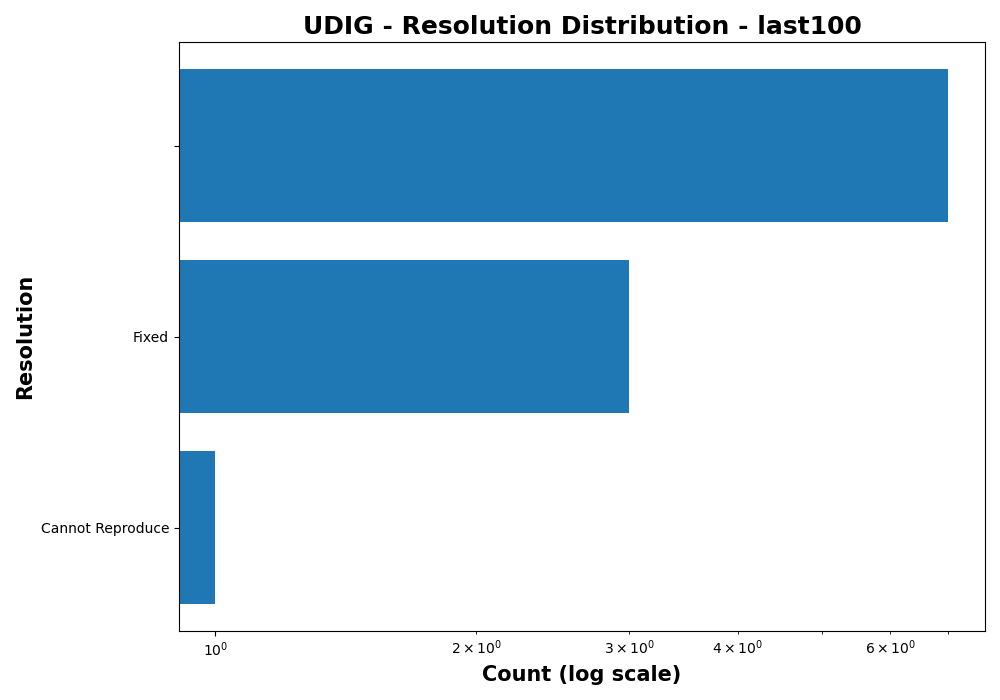 UDIG - Resolution Distribution - last100
Resolution
Fixed
Cannot Reproduce
10⁰
2 × 10⁰
3 × 10⁰
4 × 10⁰
6 × 10⁰
Count (log scale)